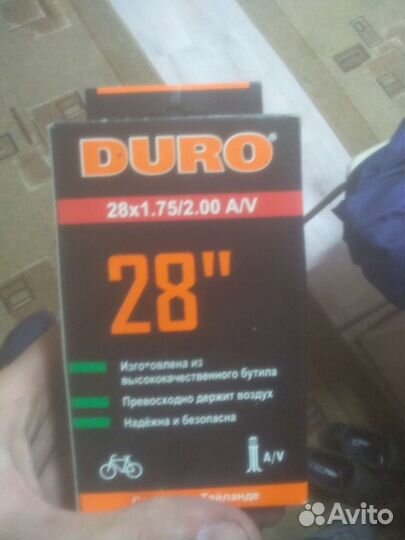 DURO®
28x1.75/2.00 A/V
28"
Изготовлена из
высококачественного бутила
Превосходно держит воздух
Надёжна и безопасна
A/V
Таиланде
Avito